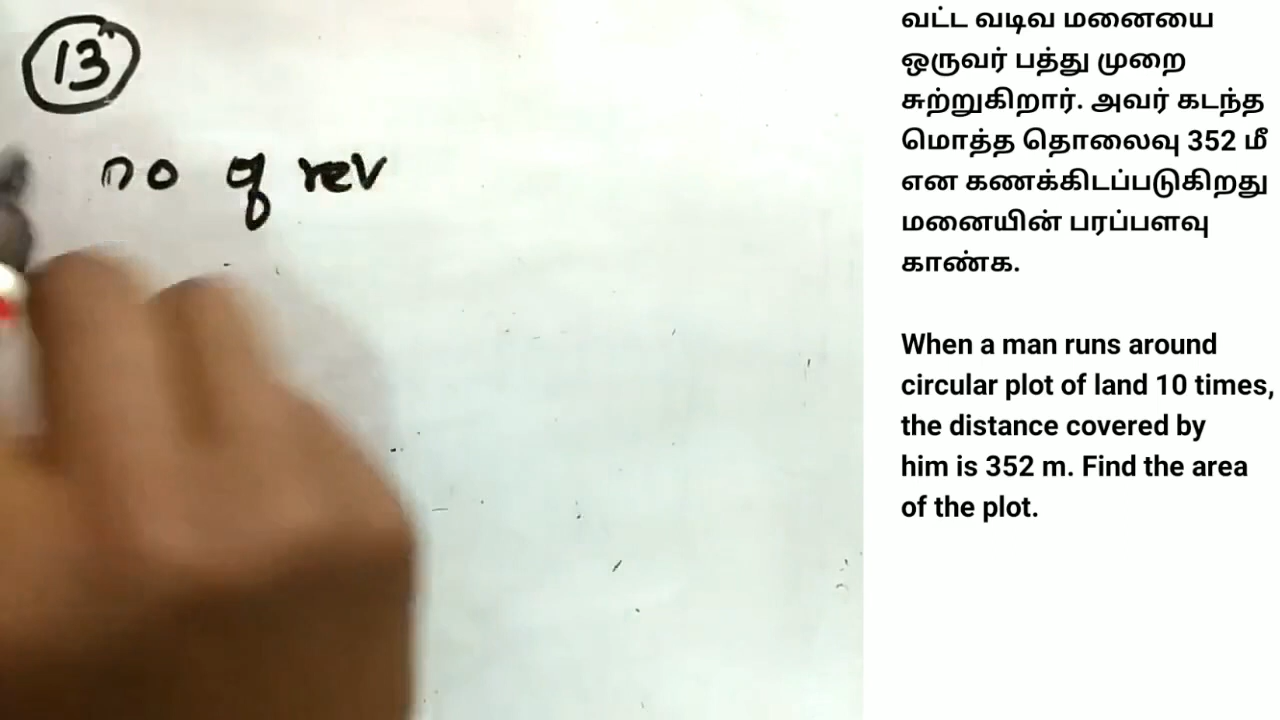 13
no of rev
வட்ட வடிவ மனையை
ஒருவர் பத்து முறை
சுற்றுகிறார். அவர் கடந்த
மொத்த தொலைவு 352 மீ
என கணக்கிடப்படுகிறது
மனையின் பரப்பளவு
காண்க.
When a man runs around
circular plot of land 10 times,
the distance covered by
him is 352 m. Find the area
of the plot.